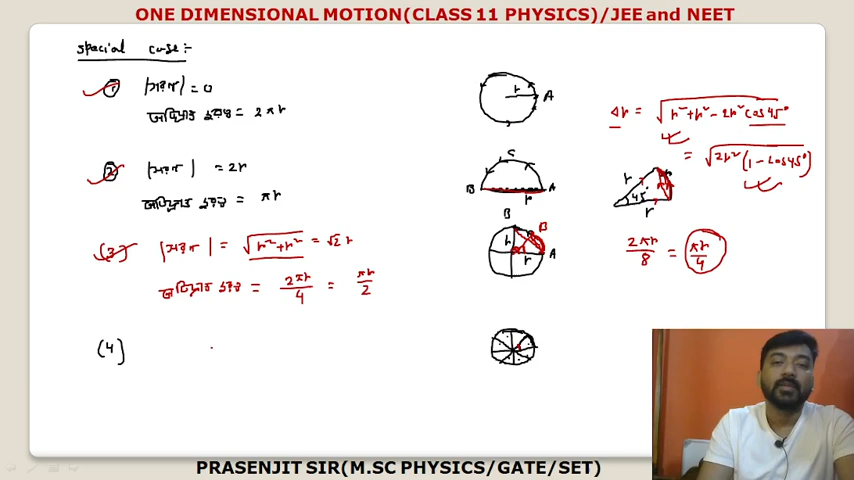 ONE DIMENSIONAL MOTION(CLASS 11 PHYSICS)/JEE and NEET
special case:-
(1) |সরণ| = 0
অতিক্রান্ত দূরত্ব = 2πr
r A
(2) |সরণ| = 2r
অতিক্রান্ত দূরত্ব = πr
C
B A
r
(3) |সরণ| = √r²+r² = √2 r
অতিক্রান্ত দূরত্ব = 2πr/4 = πr/2
B B
r
r A
Δr = √r²+r²-2r²cos45°
= √2r²(1-cos45°)
r 45° r
2πr/8 = πr/4
(4)
PRASENJIT SIR(M.SC PHYSICS/GATE/SET)